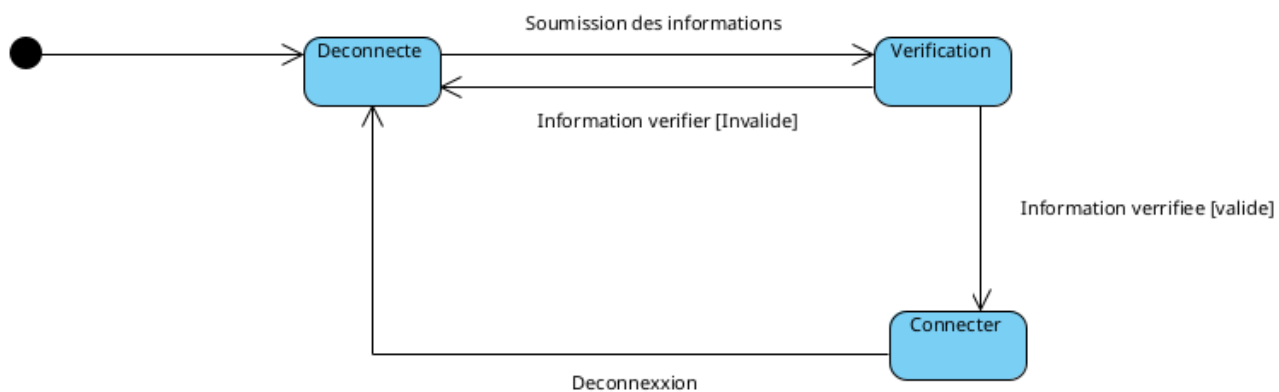 Soumission des informations
Deconnecte
Verification
Information verifier [Invalide]
Information verrifiee [valide]
Connecter
Deconnexxion